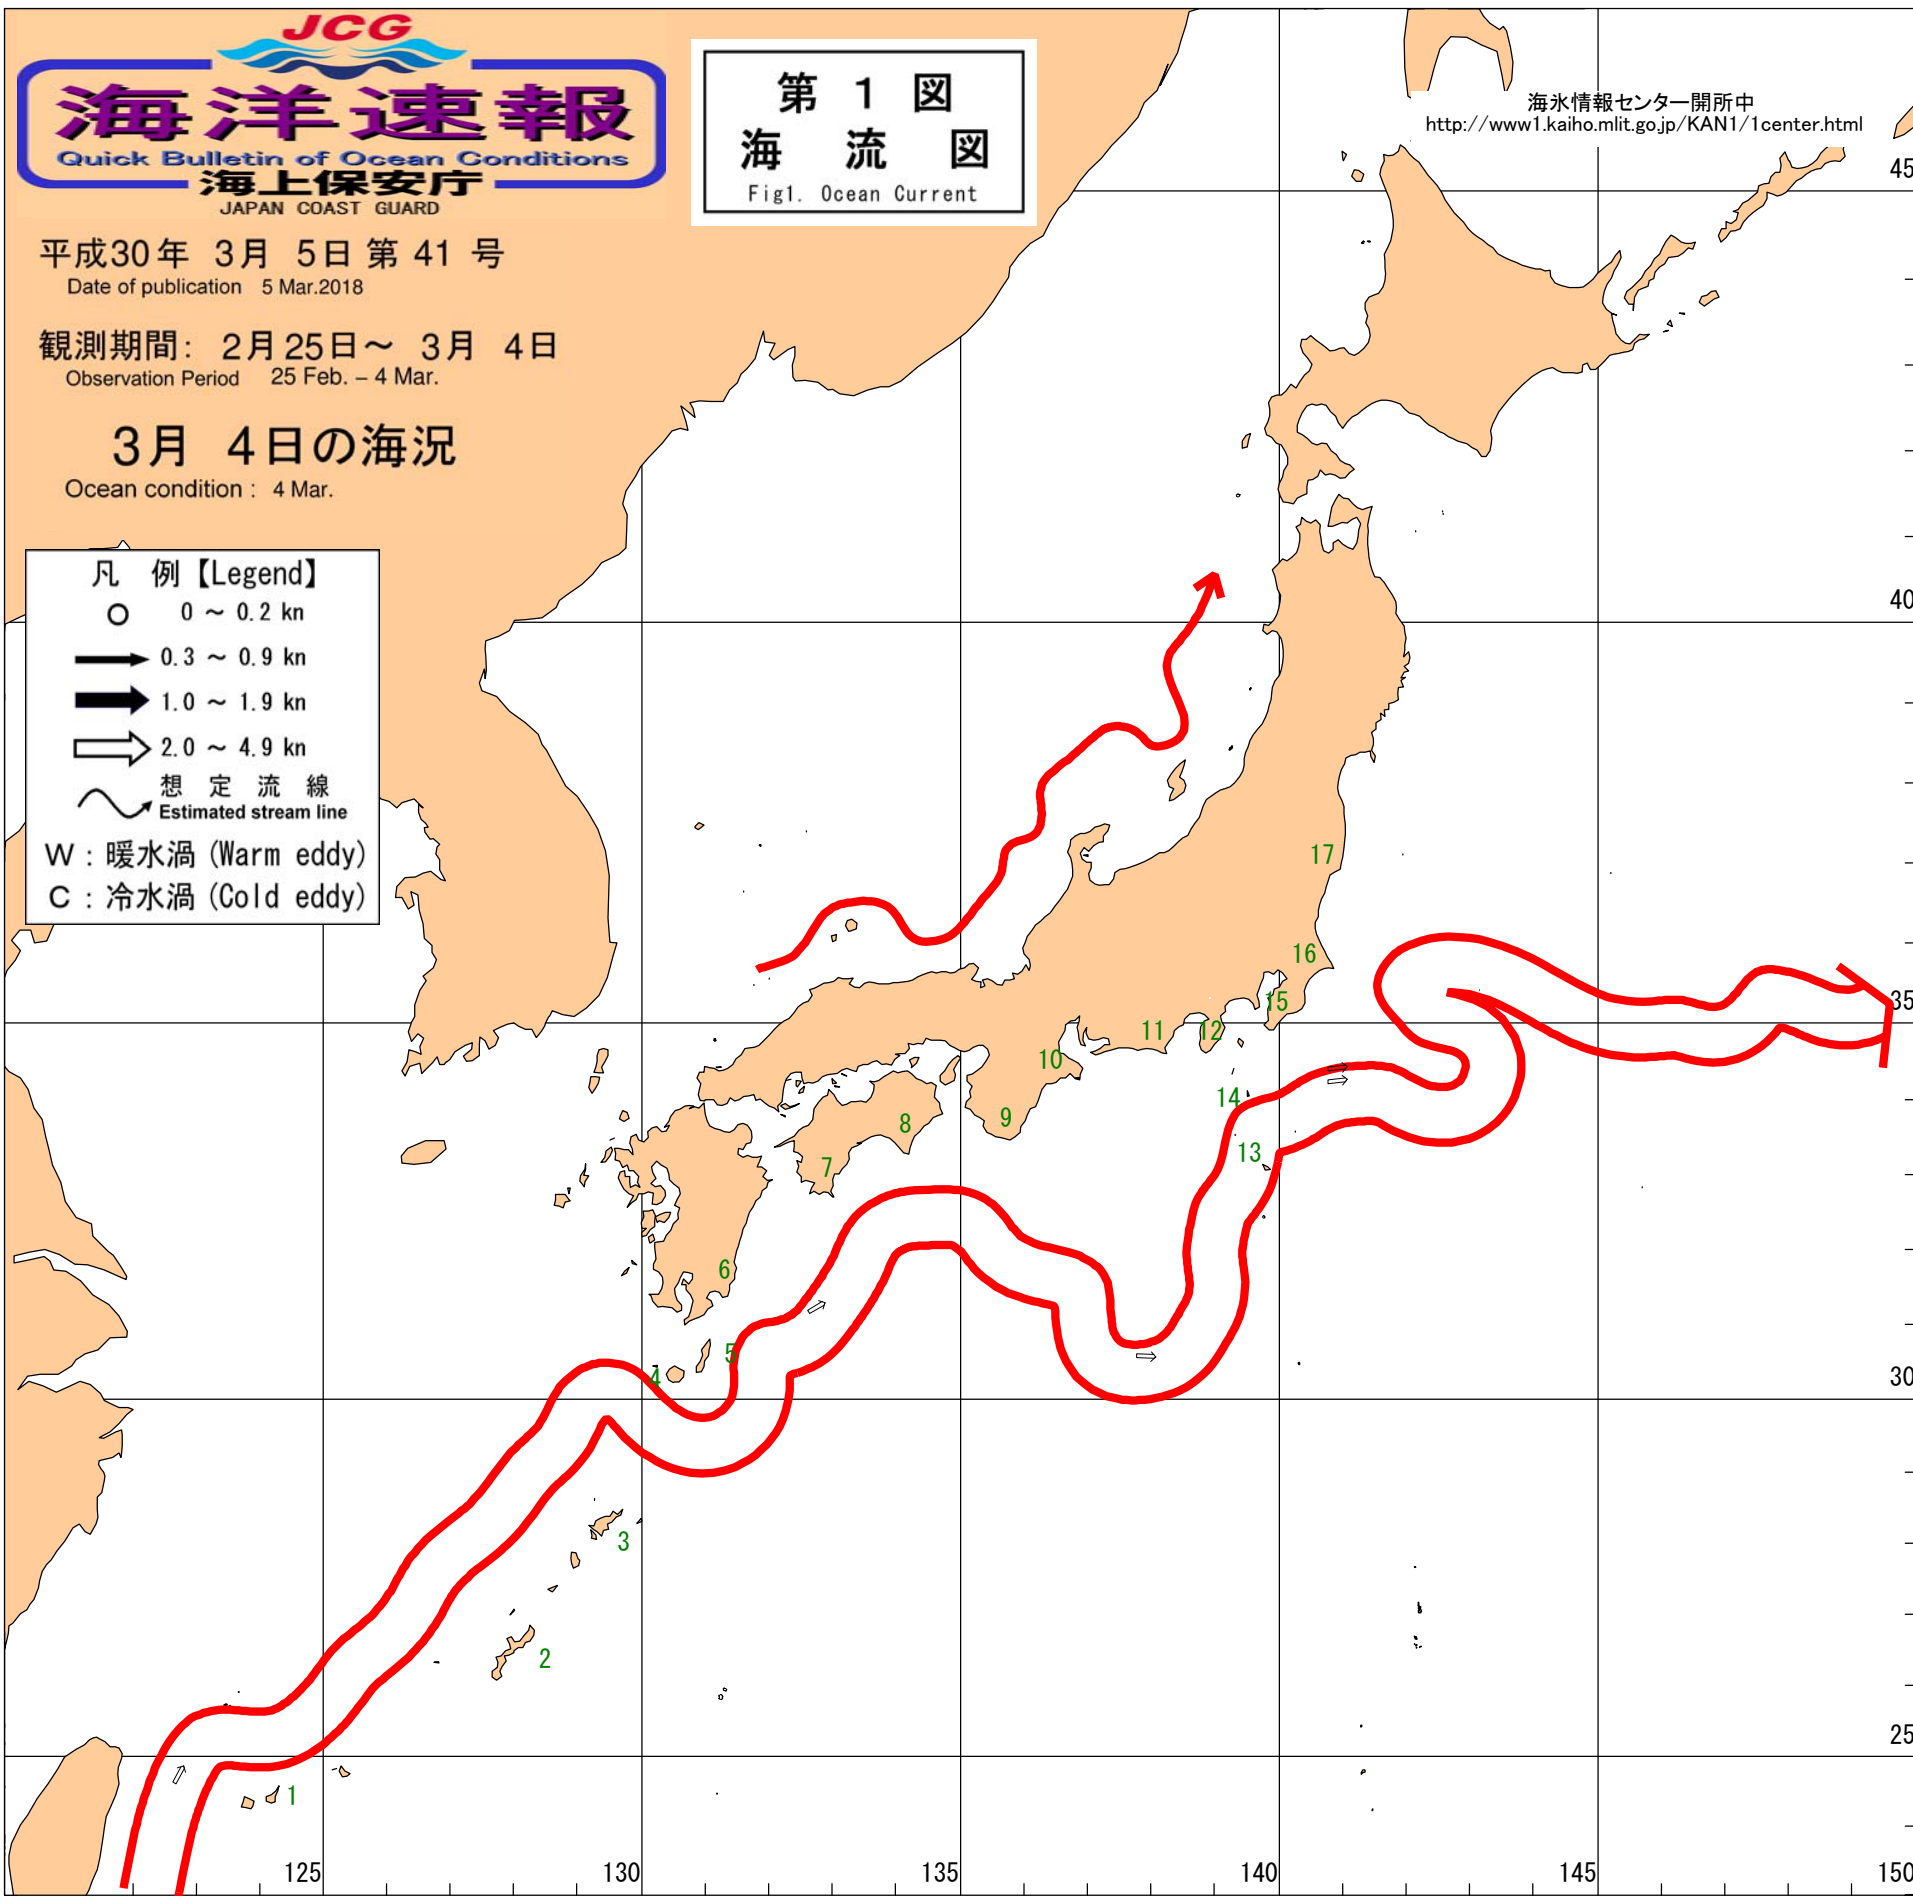 JCG
海洋速報
Quick Bulletin of Ocean Conditions
海上保安庁
JAPAN COAST GUARD
第 1 図
海 流 図
Fig1. Ocean Current
海氷情報センター開所中
http://www1.kaiho.mlit.go.jp/KAN1/1center.html
平成30年 3月 5日 第 41 号
Date of publication 5 Mar.2018
観測期間: 2月25日～ 3月 4日
Observation Period 25 Feb. – 4 Mar.
3月 4日の海況
Ocean condition : 4 Mar.
凡 例【Legend】
0 ～ 0.2 kn
0.3 ～ 0.9 kn
1.0 ～ 1.9 kn
2.0 ～ 4.9 kn
想 定 流 線
Estimated stream line
W : 暖水渦 (Warm eddy)
C : 冷水渦 (Cold eddy)
45
40
35
30
25
17
16
15
12
11
10
14
13
9
8
7
6
5
4
3
2
1
125
130
135
140
145
150